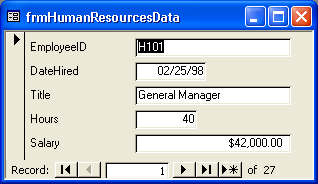 frmHumanResourcesData
EmployeeID H101
DateHired 02/25/98
Title General Manager
Hours 40
Salary $42,000.00
Record: 1 of 27